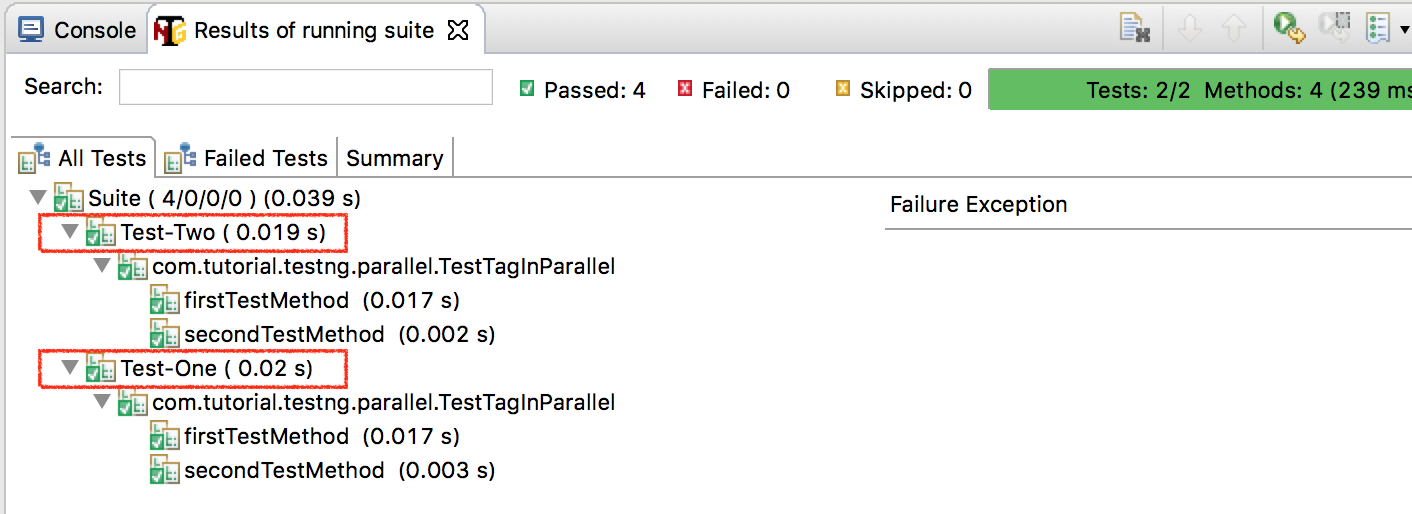 Console Results of running suite
Search: Passed: 4 Failed: 0 Skipped: 0 Tests: 2/2 Methods: 4 (239 ms
All Tests Failed Tests Summary
Suite ( 4/0/0/0 ) (0.039 s)
Failure Exception
Test-Two ( 0.019 s)
com.tutorial.testng.parallel.TestTagInParallel
firstTestMethod (0.017 s)
secondTestMethod (0.002 s)
Test-One ( 0.02 s)
com.tutorial.testng.parallel.TestTagInParallel
firstTestMethod (0.017 s)
secondTestMethod (0.003 s)